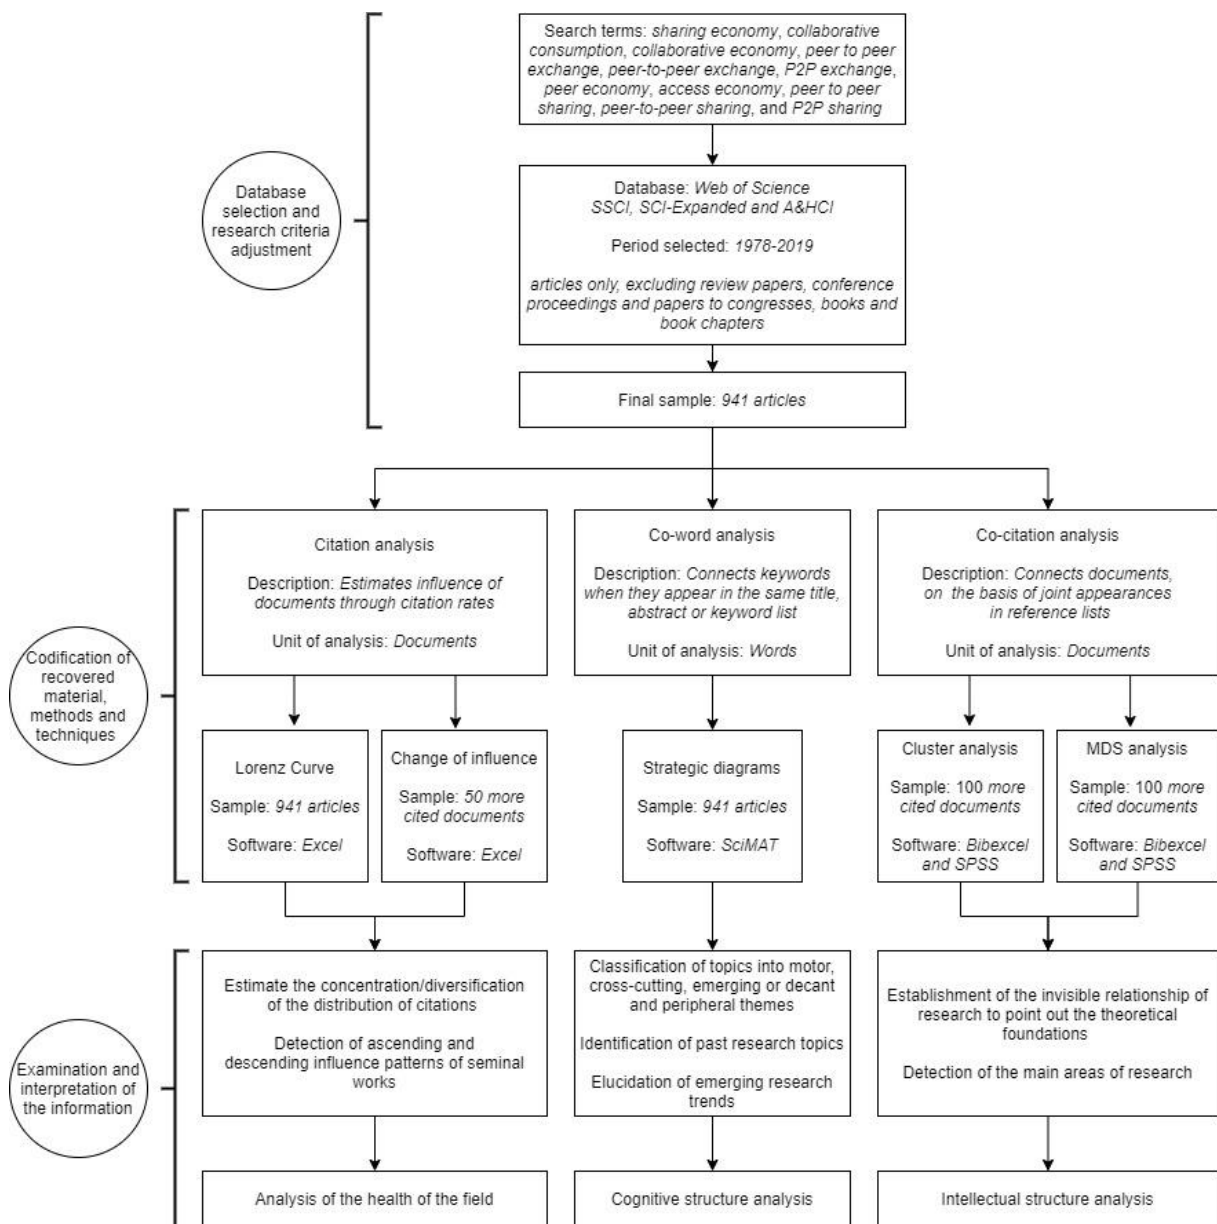 Search terms: sharing economy, collaborative
consumption, collaborative economy, peer to peer
exchange, peer-to-peer exchange, P2P exchange,
peer economy, access economy, peer to peer
sharing, peer-to-peer sharing, and P2P sharing
Database
selection and
research criteria
adjustment
Database: Web of Science
SSCI, SCI-Expanded and A&HCI
Period selected: 1978-2019
articles only, excluding review papers, conference
proceedings and papers to congresses, books and
book chapters
Final sample: 941 articles
Codification of
recovered
material,
methods and
techniques
Citation analysis
Description: Estimates influence of
documents through citation rates
Unit of analysis: Documents
Co-word analysis
Description: Connects keywords
when they appear in the same title,
abstract or keyword list
Unit of analysis: Words
Co-citation analysis
Description: Connects documents,
on the basis of joint appearances
in reference lists
Unit of analysis: Documents
Lorenz Curve
Sample: 941 articles
Software: Excel
Change of influence
Sample: 50 more
cited documents
Software: Excel
Strategic diagrams
Sample: 941 articles
Software: SciMAT
Cluster analysis
Sample: 100 more
cited documents
Software: Bibexcel
and SPSS
MDS analysis
Sample: 100 more
cited documents
Software: Bibexcel
and SPSS
Examination and
interpretation of
the information
Estimate the concentration/diversification
of the distribution of citations
Detection of ascending and
descending influence patterns of seminal
works
Classification of topics into motor,
cross-cutting, emerging or decant
and peripheral themes
Identification of past research topics
Elucidation of emerging research
trends
Establishment of the invisible relationship of
research to point out the theoretical
foundations
Detection of the main areas of research
Analysis of the health of the field
Cognitive structure analysis
Intellectual structure analysis